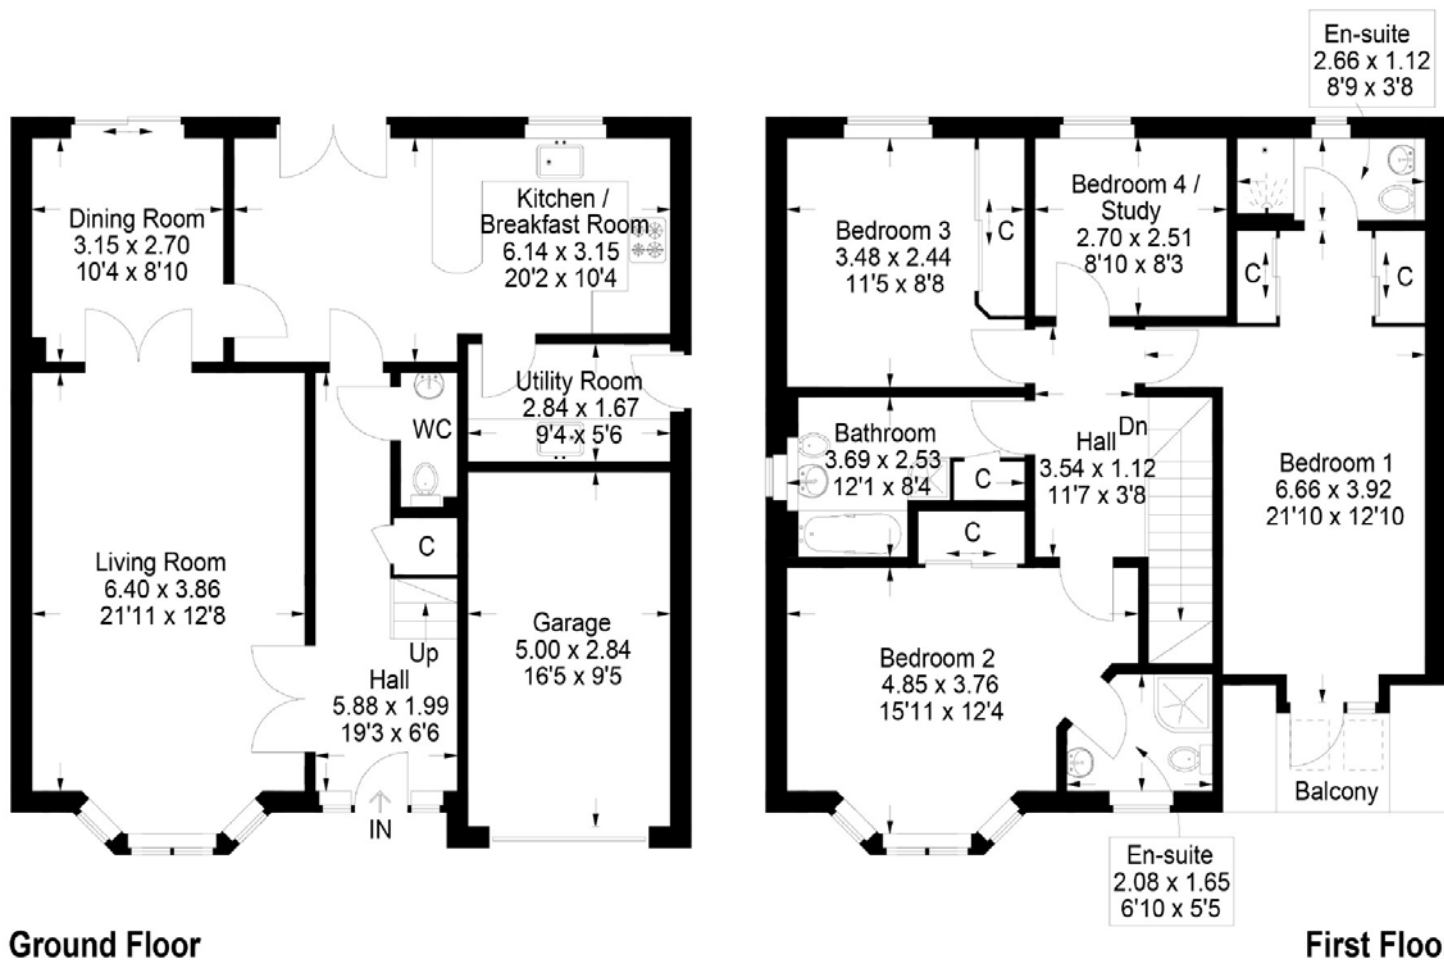 Dining Room
3.15 x 2.70
10'4 x 8'10
Kitchen /
Breakfast Room
6.14 x 3.15
20'2 x 10'4
Utility Room
2.84 x 1.67
9'4 x 5'6
WC
C
Living Room
6.40 x 3.86
21'11 x 12'8
Up
Hall
5.88 x 1.99
19'3 x 6'6
IN
Garage
5.00 x 2.84
16'5 x 9'5
Ground Floor
En-suite
2.66 x 1.12
8'9 x 3'8
Bedroom 3
3.48 x 2.44
11'5 x 8'8
C
Bedroom 4 /
Study
2.70 x 2.51
8'10 x 8'3
C
C
Bathroom
3.69 x 2.53
12'1 x 8'4
C
C
Dn
Hall
3.54 x 1.12
11'7 x 3'8
Bedroom 1
6.66 x 3.92
21'10 x 12'10
Bedroom 2
4.85 x 3.76
15'11 x 12'4
Balcony
En-suite
2.08 x 1.65
6'10 x 5'5
First Floo